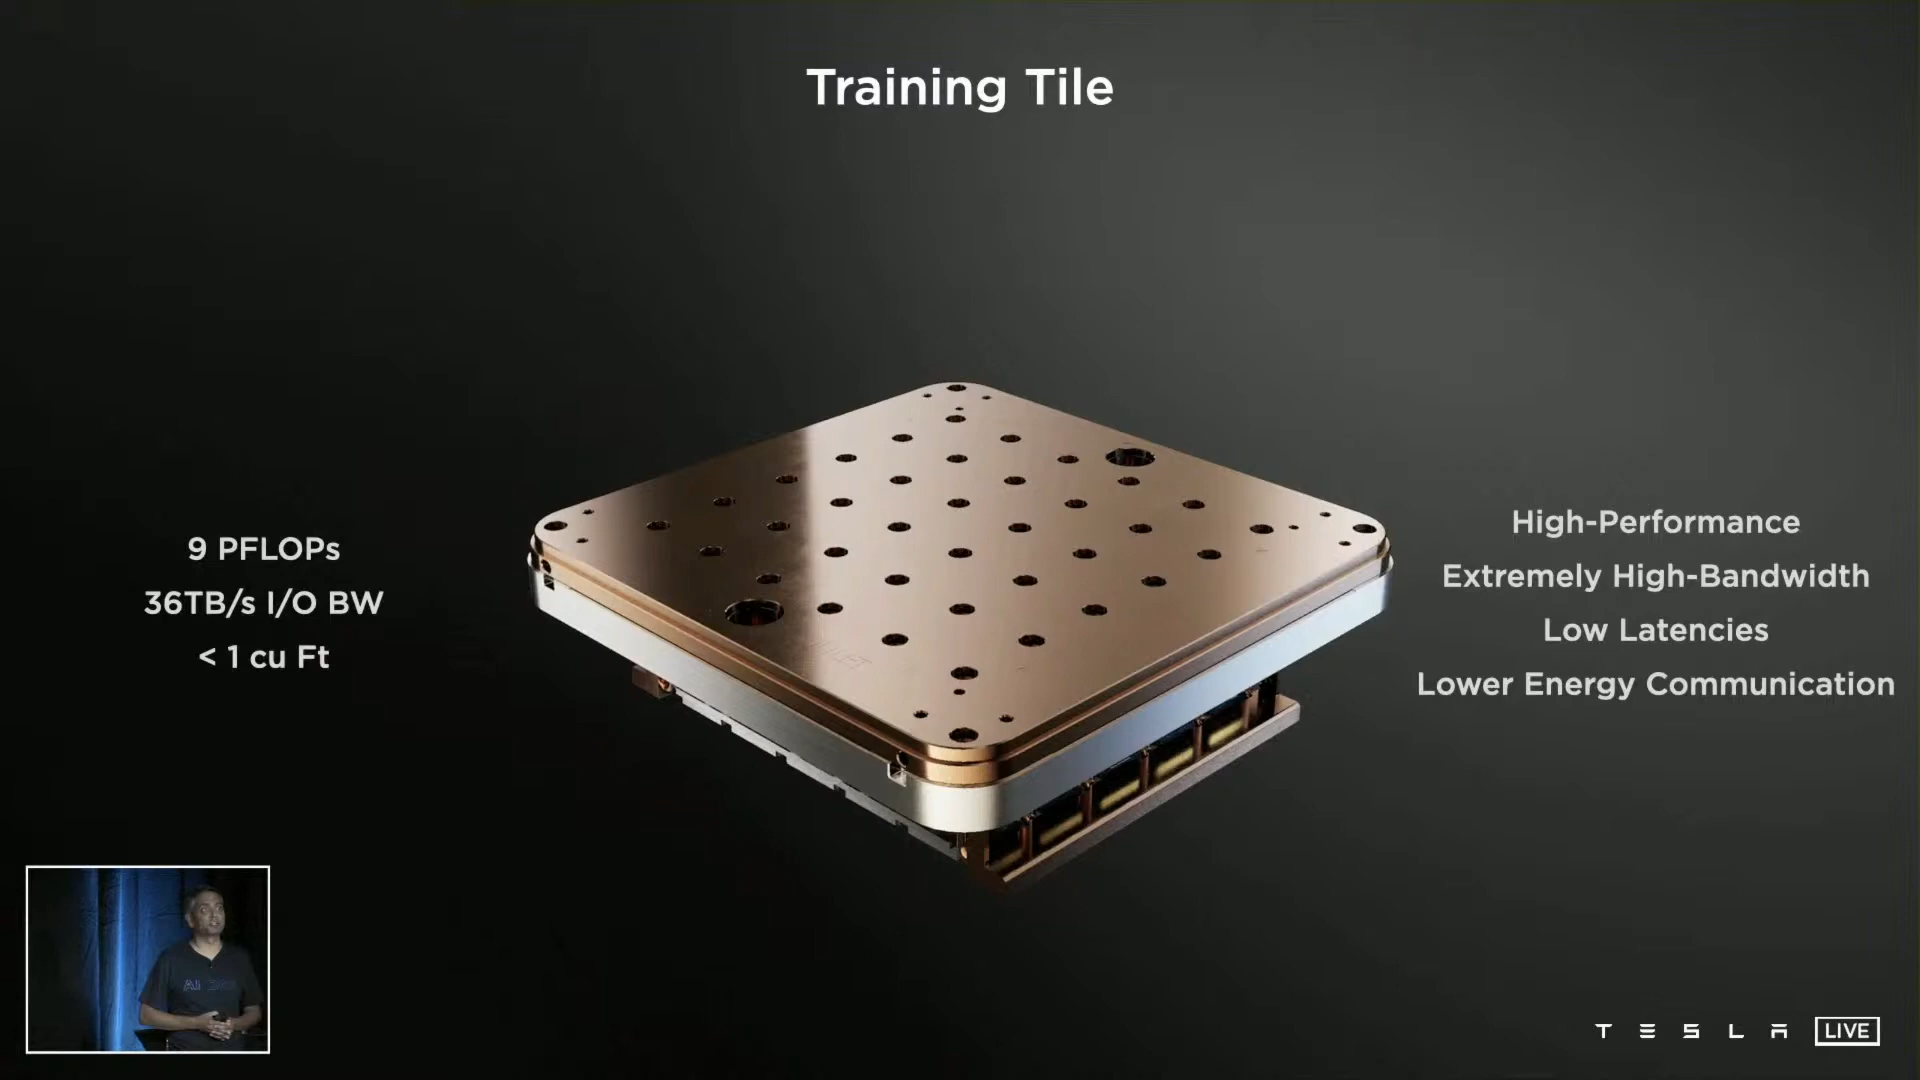 Training Tile
9 PFLOPs
36TB/s I/O BW
< 1 cu Ft
High-Performance
Extremely High-Bandwidth
Low Latencies
Lower Energy Communication
AI
TESLA LIVE